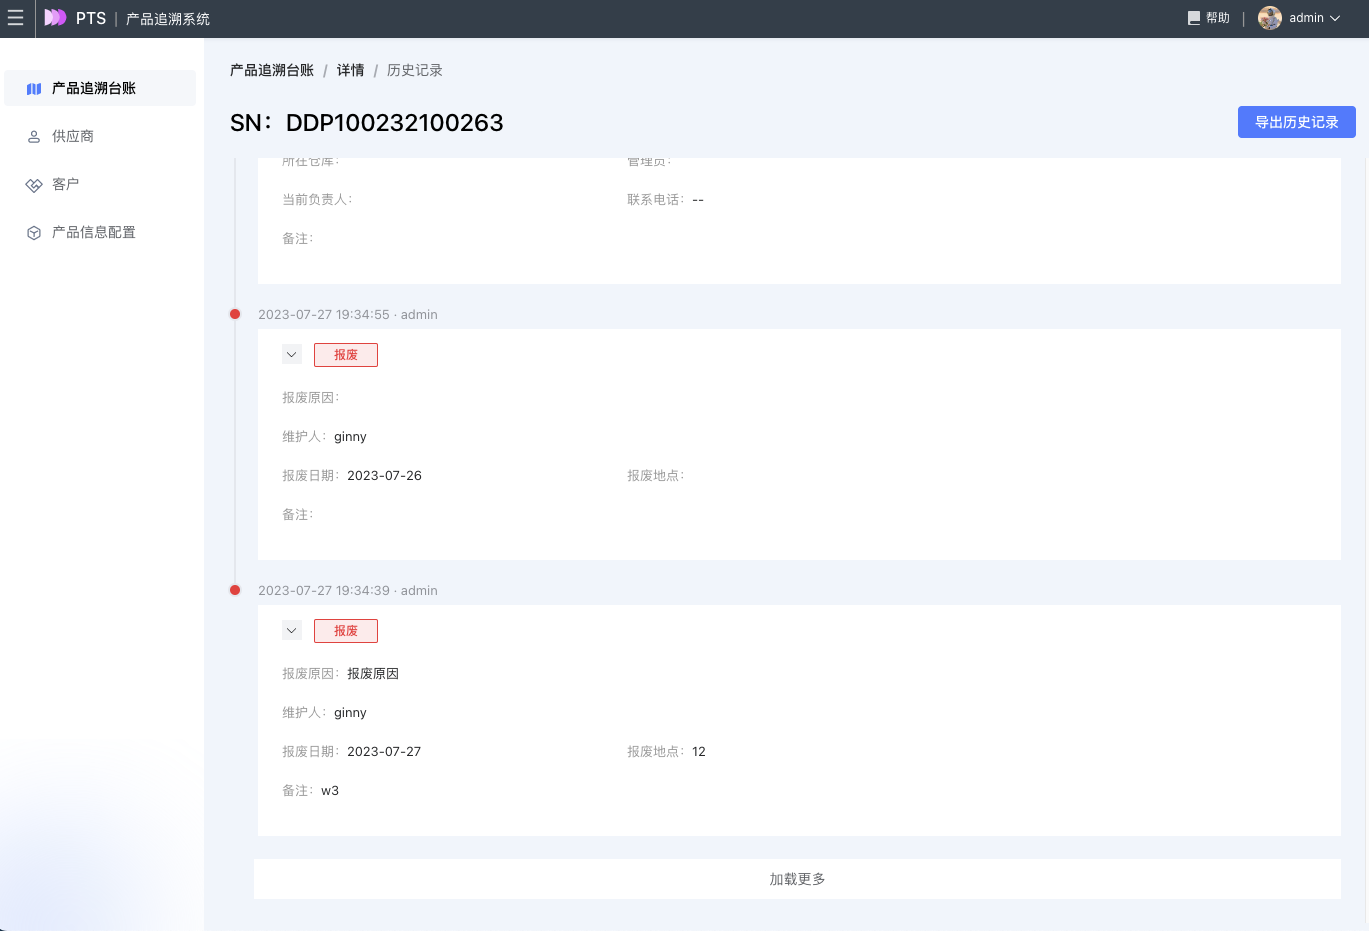 PTS | 产品追溯系统
帮助 | admin
产品追溯台账
供应商
客户
产品信息配置
产品追溯台账 / 详情 / 历史记录
SN：DDP100232100263
导出历史记录
所在仓库： 管理员：
当前负责人： 联系电话：--
备注：
2023-07-27 19:34:55 · admin
报废
报废原因：
维护人：ginny
报废日期：2023-07-26 报废地点：
备注：
2023-07-27 19:34:39 · admin
报废
报废原因：报废原因
维护人：ginny
报废日期：2023-07-27 报废地点：12
备注：w3
加载更多